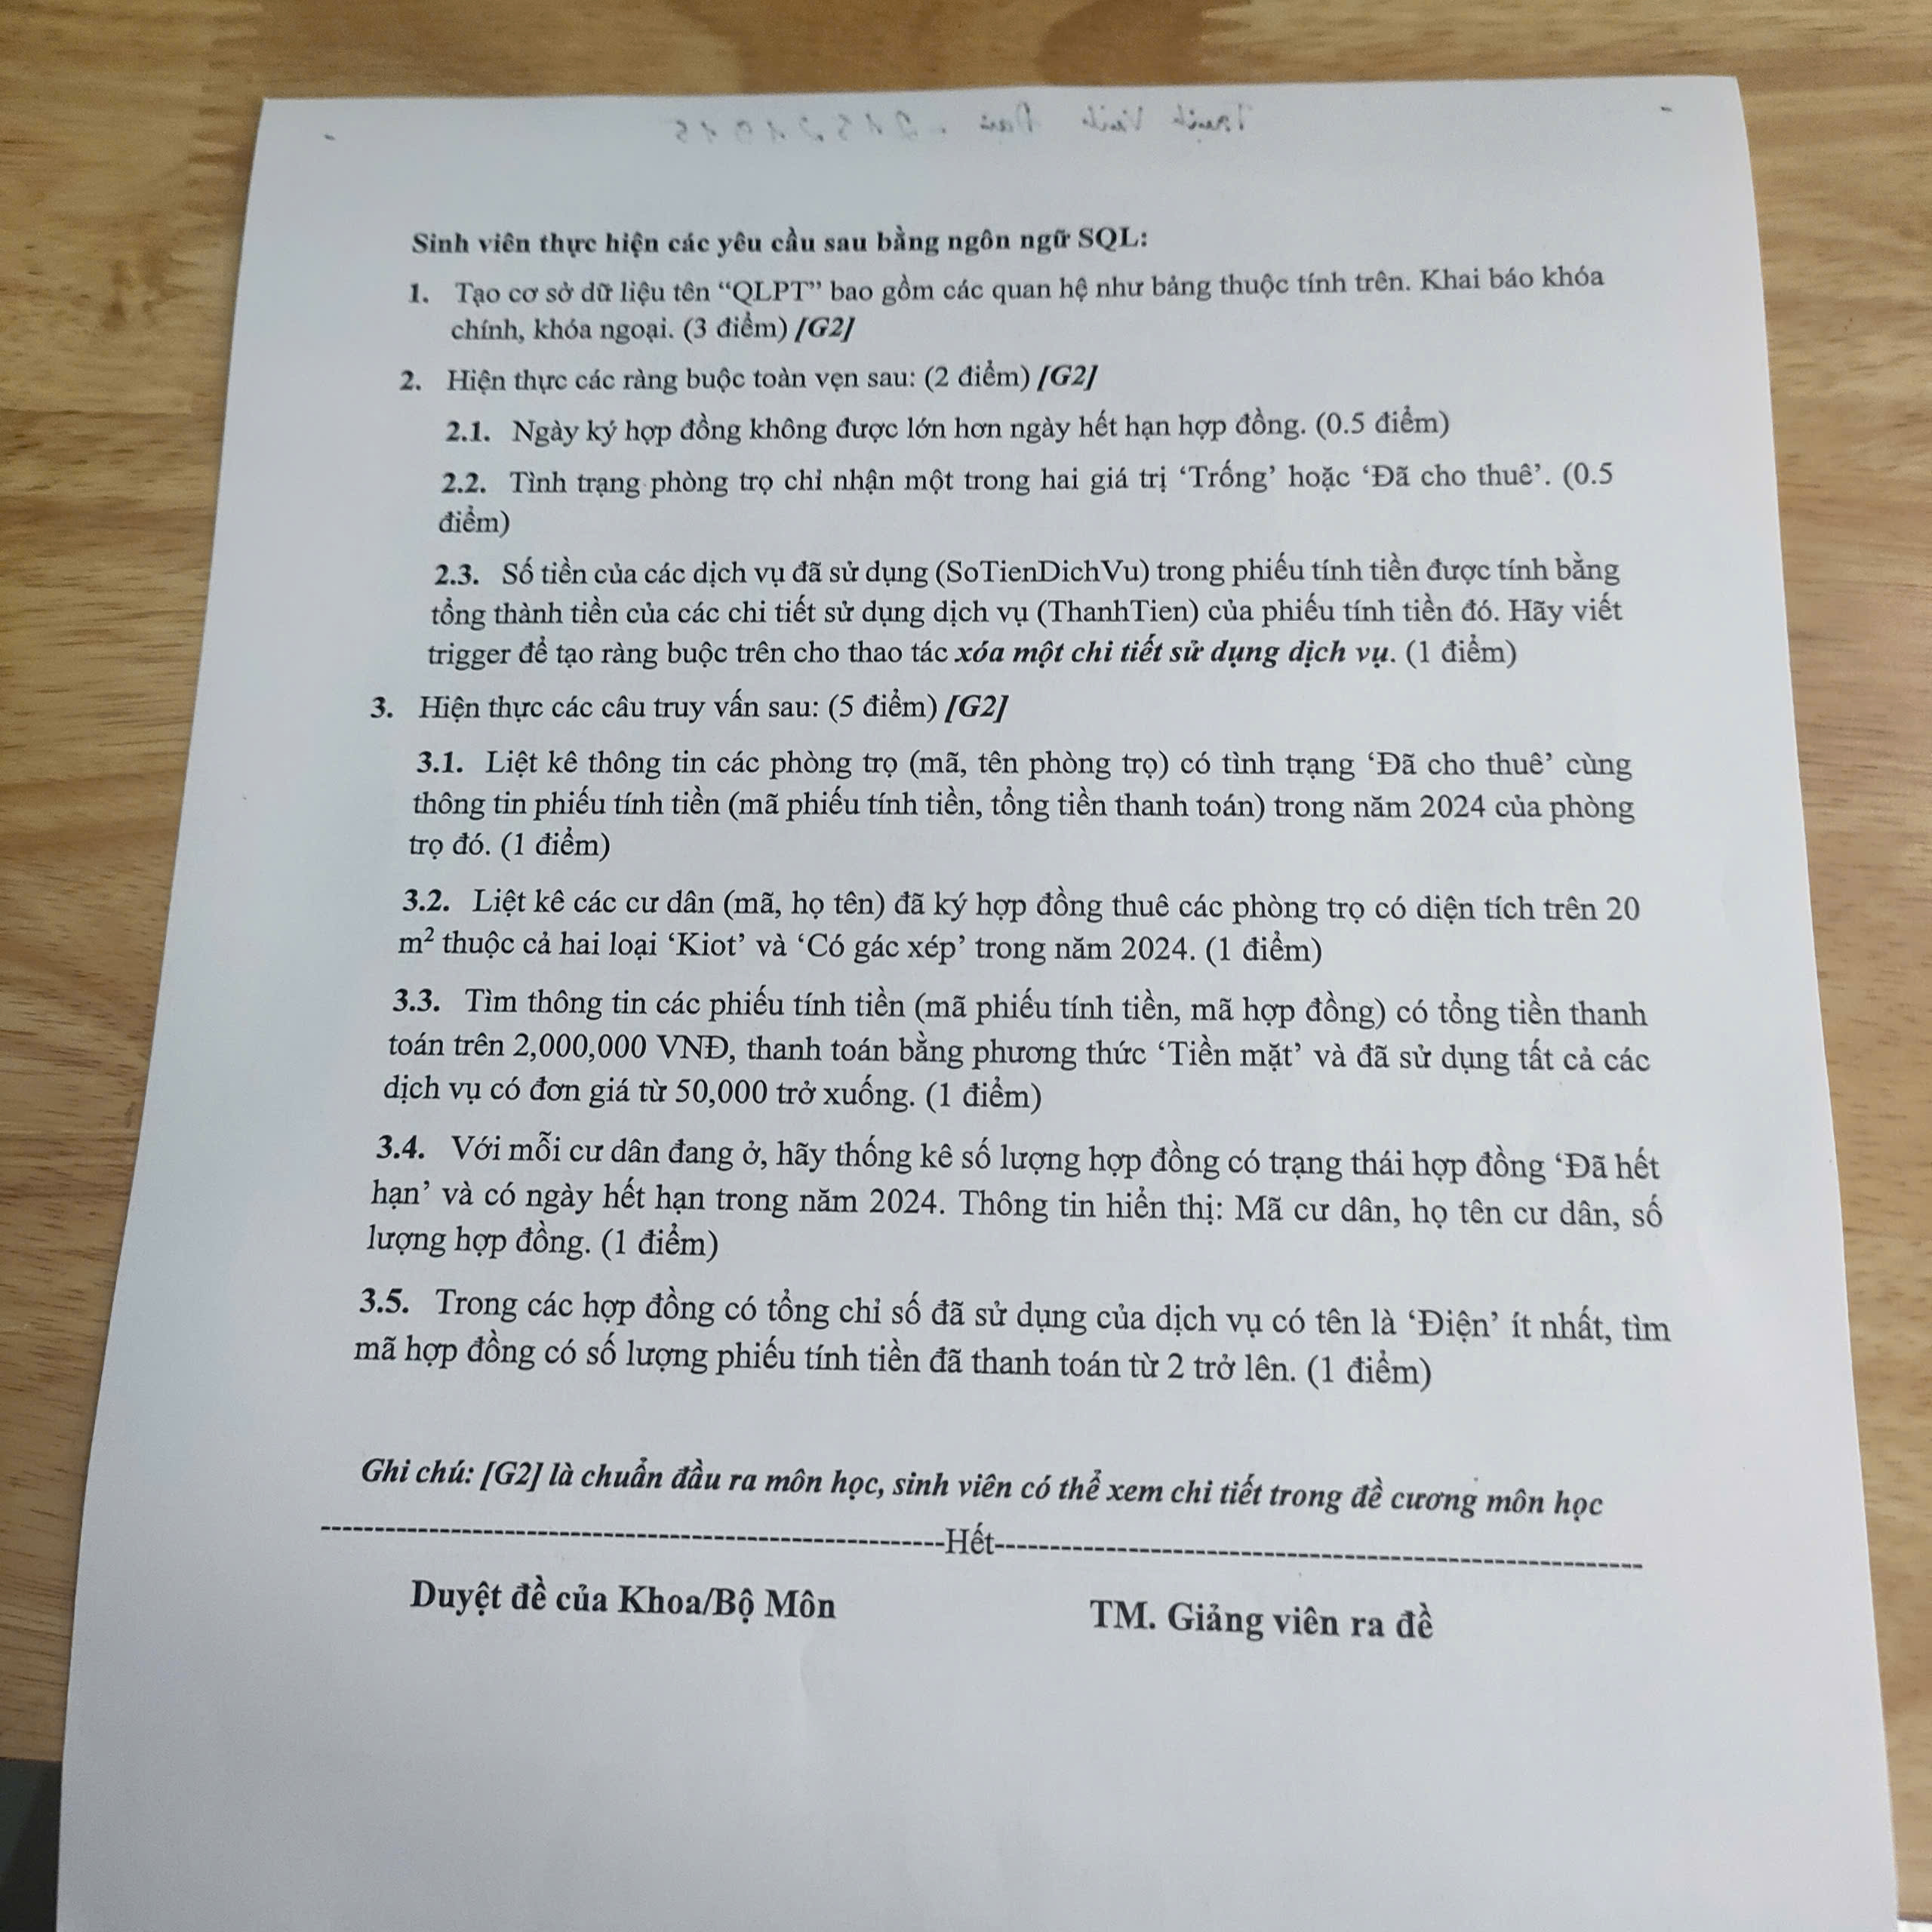 Sinh viên thực hiện các yêu cầu sau bằng ngôn ngữ SQL:
1. Tạo cơ sở dữ liệu tên “QLPT” bao gồm các quan hệ như bảng thuộc tính trên. Khai báo khóa
chính, khóa ngoại. (3 điểm) [G2]
2. Hiện thực các ràng buộc toàn vẹn sau: (2 điểm) [G2]
2.1. Ngày ký hợp đồng không được lớn hơn ngày hết hạn hợp đồng. (0.5 điểm)
2.2. Tình trạng phòng trọ chỉ nhận một trong hai giá trị ‘Trống’ hoặc ‘Đã cho thuê’. (0.5
điểm)
2.3. Số tiền của các dịch vụ đã sử dụng (SoTienDichVu) trong phiếu tính tiền được tính bằng
tổng thành tiền của các chi tiết sử dụng dịch vụ (ThanhTien) của phiếu tính tiền đó. Hãy viết
trigger để tạo ràng buộc trên cho thao tác xóa một chi tiết sử dụng dịch vụ. (1 điểm)
3. Hiện thực các câu truy vấn sau: (5 điểm) [G2]
3.1. Liệt kê thông tin các phòng trọ (mã, tên phòng trọ) có tình trạng ‘Đã cho thuê’ cùng
thông tin phiếu tính tiền (mã phiếu tính tiền, tổng tiền thanh toán) trong năm 2024 của phòng
trọ đó. (1 điểm)
3.2. Liệt kê các cư dân (mã, họ tên) đã ký hợp đồng thuê các phòng trọ có diện tích trên 20
m² thuộc cả hai loại ‘Kiot’ và ‘Có gác xép’ trong năm 2024. (1 điểm)
3.3. Tìm thông tin các phiếu tính tiền (mã phiếu tính tiền, mã hợp đồng) có tổng tiền thanh
toán trên 2,000,000 VNĐ, thanh toán bằng phương thức ‘Tiền mặt’ và đã sử dụng tất cả các
dịch vụ có đơn giá từ 50,000 trở xuống. (1 điểm)
3.4. Với mỗi cư dân đang ở, hãy thống kê số lượng hợp đồng có trạng thái hợp đồng ‘Đã hết
hạn’ và có ngày hết hạn trong năm 2024. Thông tin hiển thị: Mã cư dân, họ tên cư dân, số
lượng hợp đồng. (1 điểm)
3.5. Trong các hợp đồng có tổng chỉ số đã sử dụng của dịch vụ có tên là ‘Điện’ ít nhất, tìm
mã hợp đồng có số lượng phiếu tính tiền đã thanh toán từ 2 trở lên. (1 điểm)
Ghi chú: [G2] là chuẩn đầu ra môn học, sinh viên có thể xem chi tiết trong đề cương môn học
----------------------------------------------------------Hết------------------------------------------------------------
Duyệt đề của Khoa/Bộ Môn
TM. Giảng viên ra đề